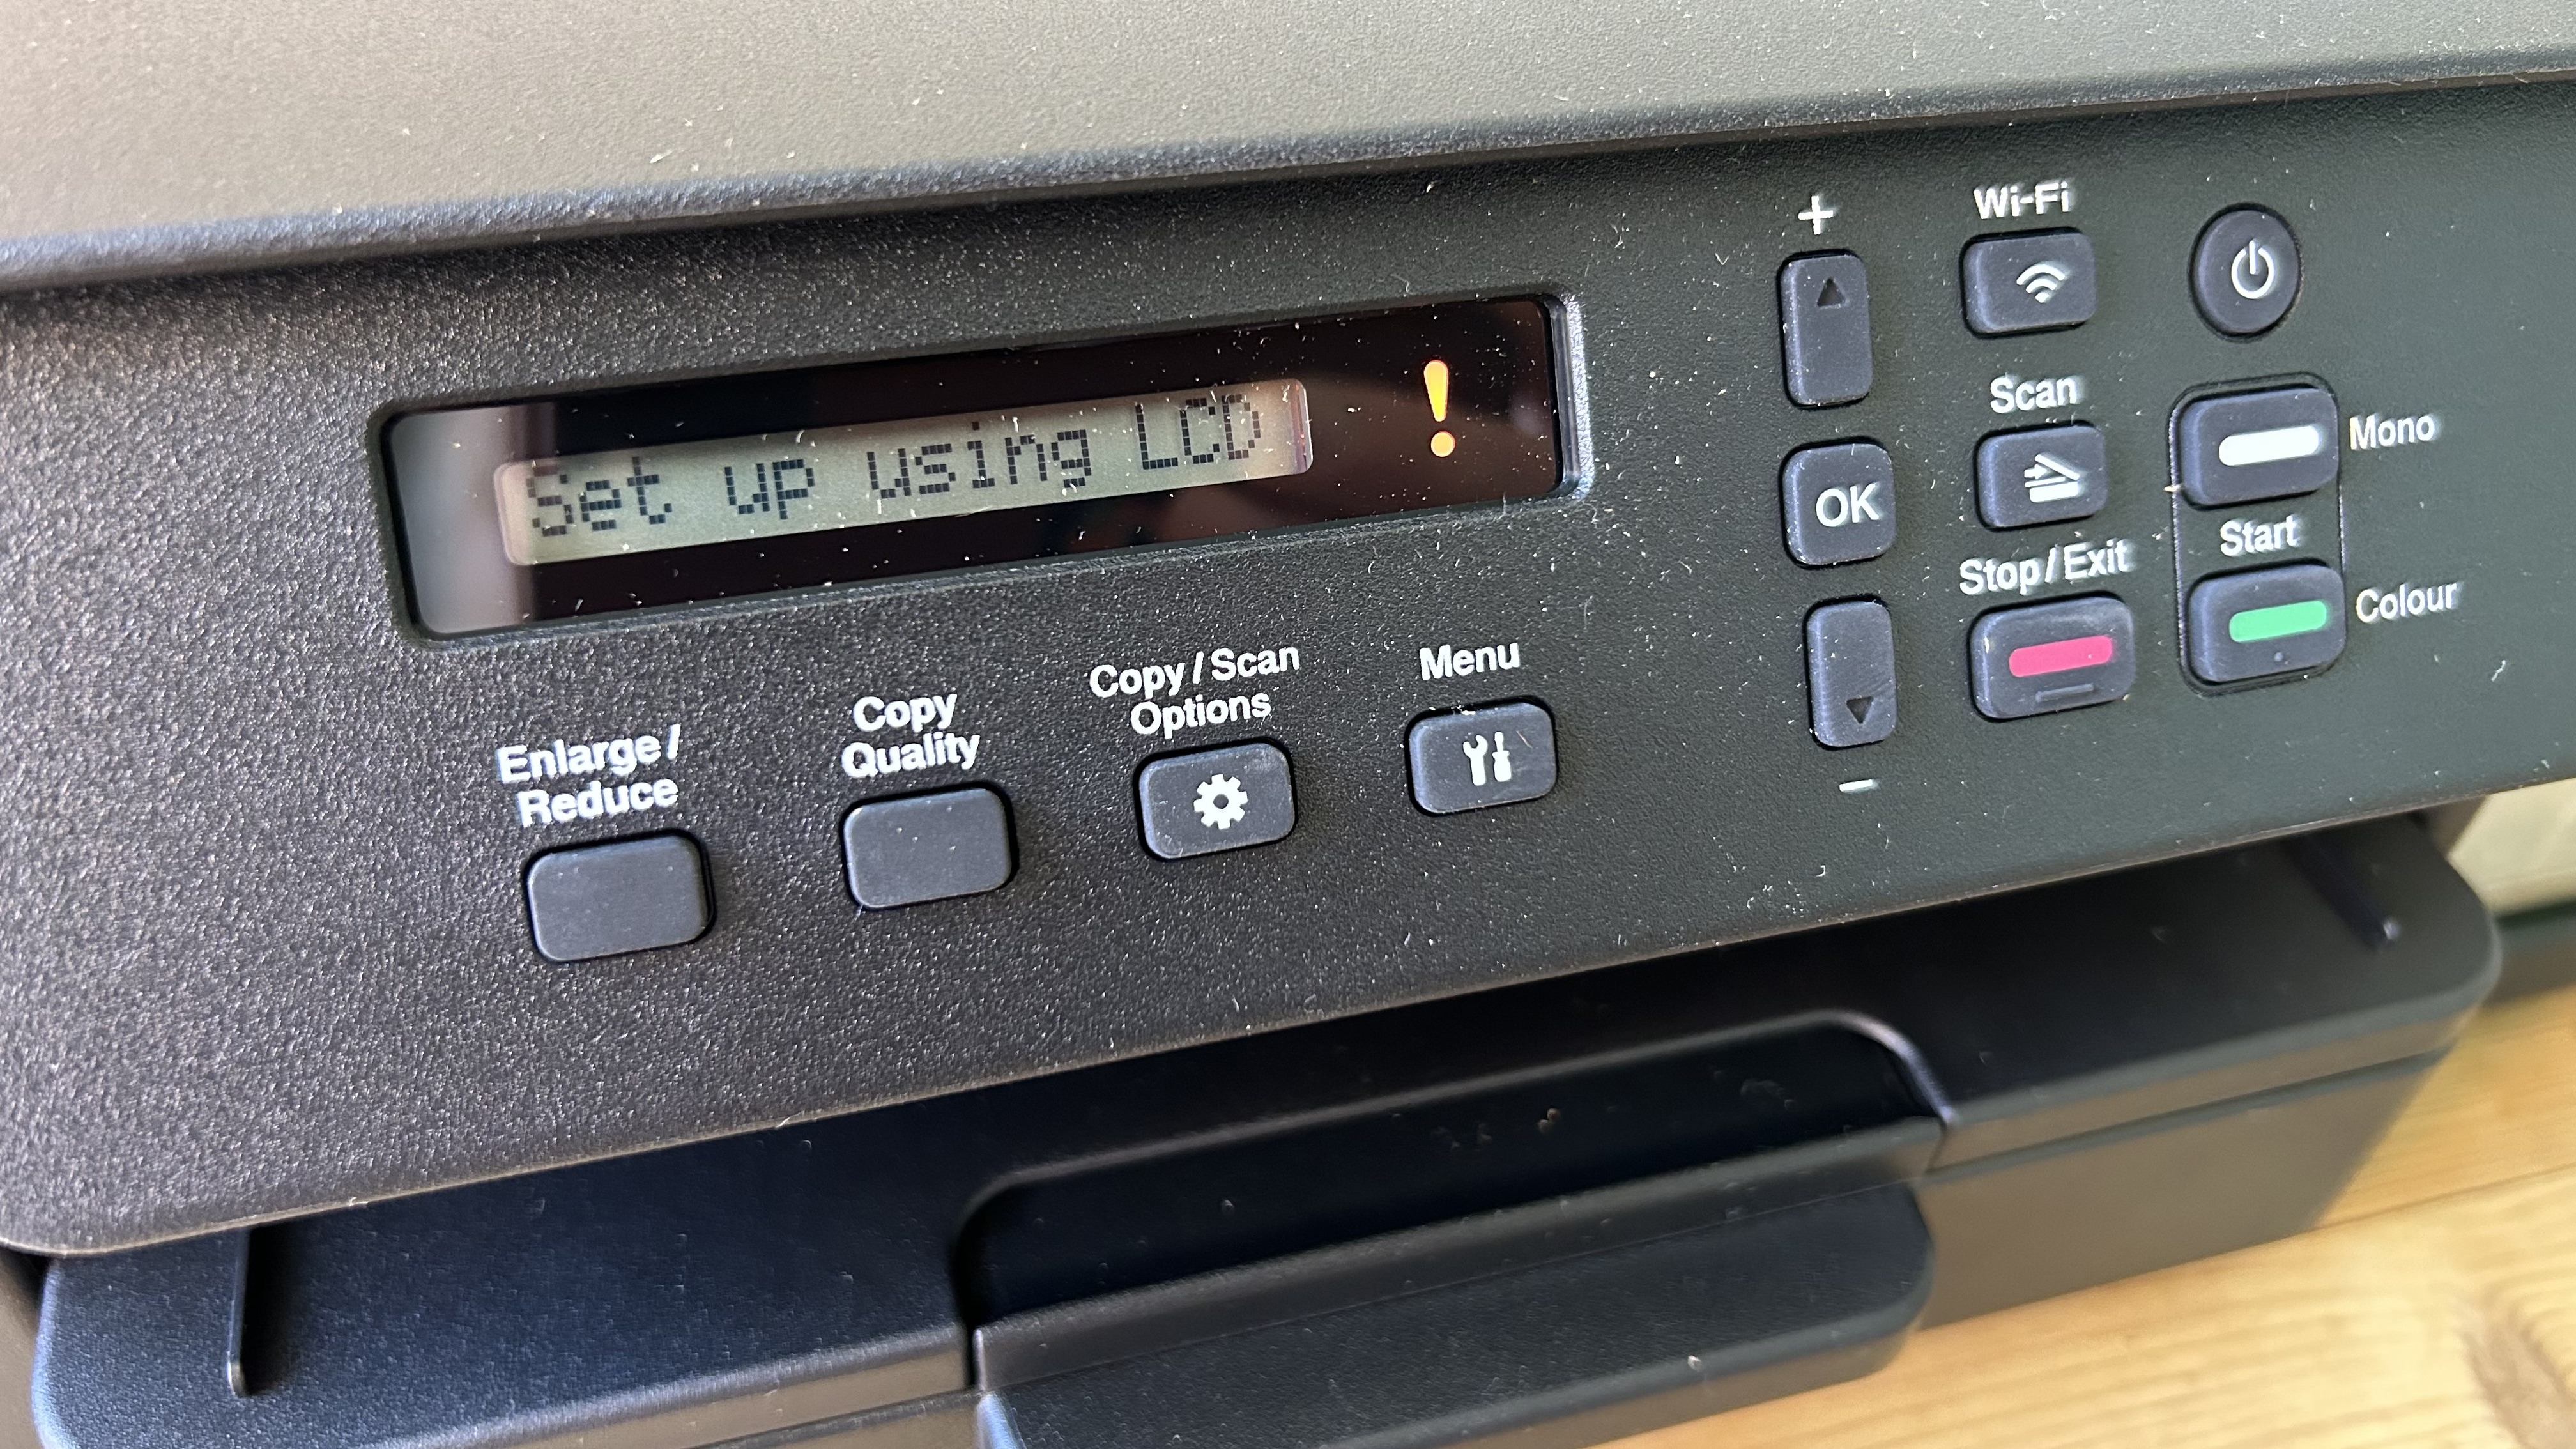 Set up using LCD
!
Enlarge/
Reduce
Copy
Quality
Copy/Scan
Options
Menu
+
OK
−
Wi-Fi
Scan
Stop/Exit
Mono
Start
Colour